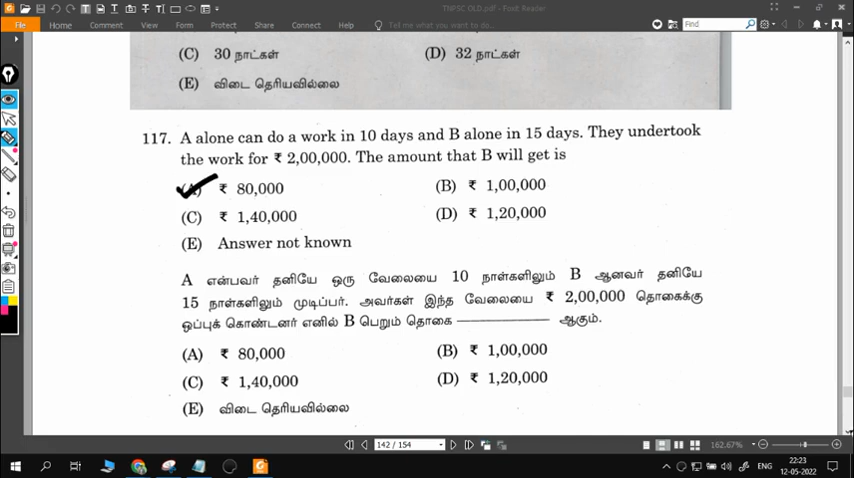 TNPSC OLD.pdf - Foxit Reader
File Home Comment View Form Protect Share Help Tell me what you want to do... Find
(C) 30 நாட்கள் (D) 32 நாட்கள்
(E) விடை தெரியவில்லை
117. A alone can do a work in 10 days and B alone in 15 days. They undertook
the work for ₹ 2,00,000. The amount that B will get is
(A) ₹ 80,000 (B) ₹ 1,00,000
(C) ₹ 1,40,000 (D) ₹ 1,20,000
(E) Answer not known
A என்பவர் தனியே ஒரு வேலையை 10 நாள்களிலும் B ஆனவர் தனியே
15 நாள்களிலும் முடிப்பர். அவர்கள் இந்த வேலையை ₹ 2,00,000 தொகைக்கு
ஒப்புக் கொண்டனர் எனில் B பெறும் தொகை ———— ஆகும்.
(A) ₹ 80,000 (B) ₹ 1,00,000
(C) ₹ 1,40,000 (D) ₹ 1,20,000
(E) விடை தெரியவில்லை
142 / 154 162.67%
ENG 22:23
12-05-2022